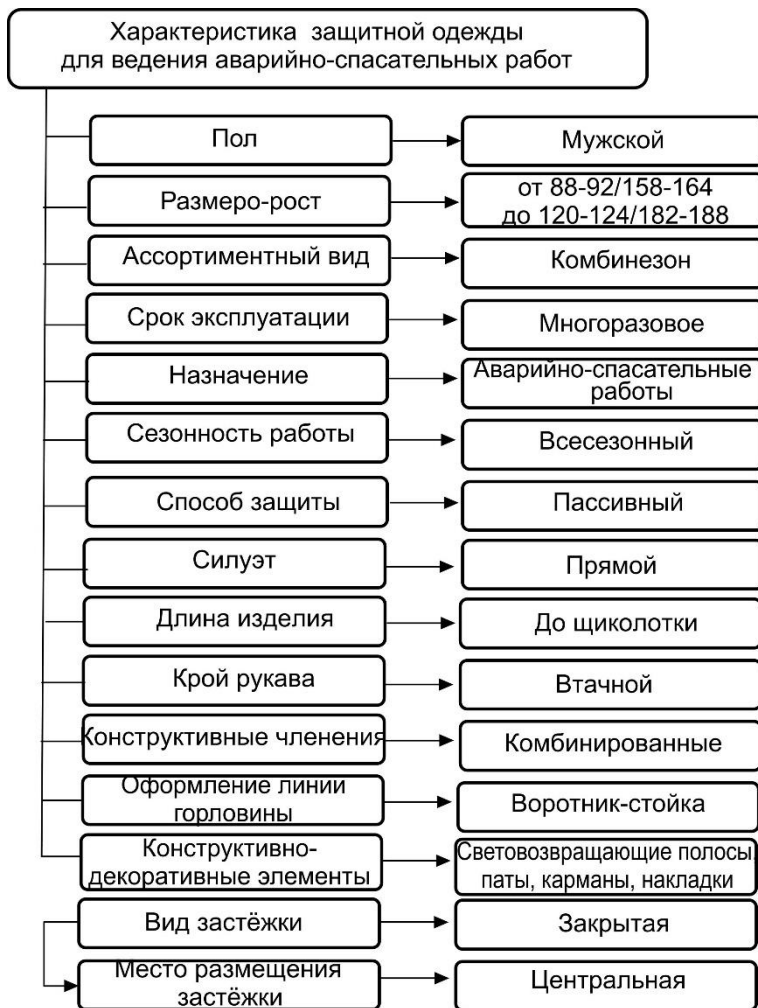 Характеристика защитной одежды
для ведения аварийно-спасательных работ
Пол
Мужской
Размеро-рост
от 88-92/158-164
до 120-124/182-188
Ассортиментный вид
Комбинезон
Срок эксплуатации
Многоразовое
Назначение
Аварийно-спасательные
работы
Сезонность работы
Всесезонный
Способ защиты
Пассивный
Силуэт
Прямой
Длина изделия
До щиколотки
Крой рукава
Втачной
Конструктивные членения
Комбинированные
Оформление линии
горловины
Воротник-стойка
Конструктивно-
декоративные элементы
Световозвращающие полосы,
паты, карманы, накладки
Вид застёжки
Закрытая
Место размещения
застёжки
Центральная